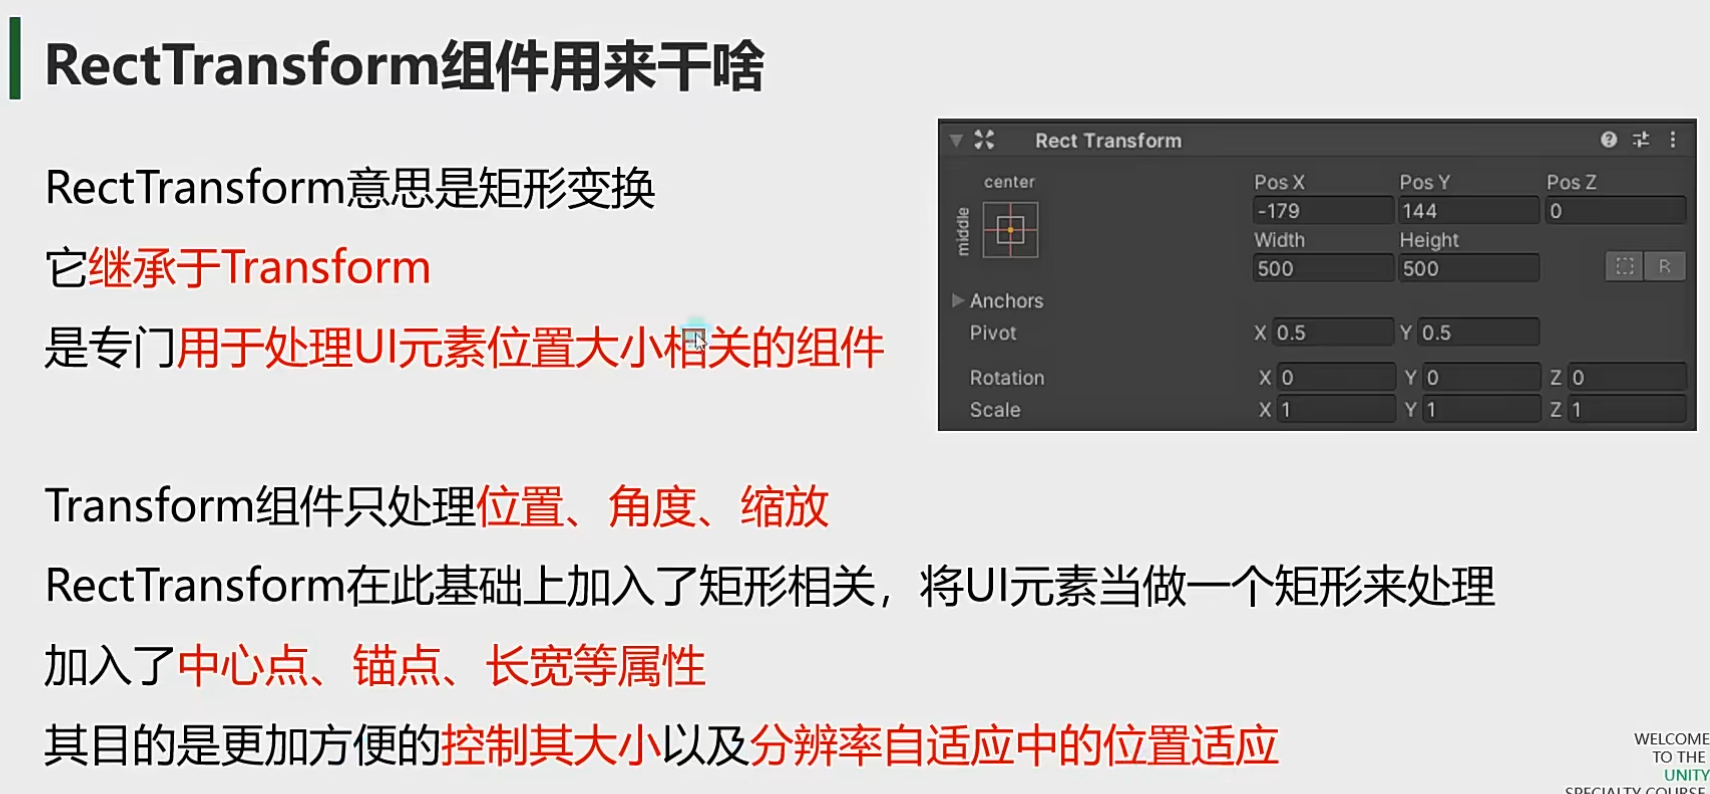 RectTransform组件用来干啥
RectTransform意思是矩形变换
它继承于Transform
是专门用于处理UI元素位置大小相关的组件
Rect Transform
center
middle
Pos X Pos Y Pos Z
-179 144 0
Width Height
500 500
R
Anchors
Pivot X 0.5 Y 0.5
Rotation X 0 Y 0 Z 0
Scale X 1 Y 1 Z 1
Transform组件只处理位置、角度、缩放
RectTransform在此基础上加入了矩形相关，将UI元素当做一个矩形来处理
加入了中心点、锚点、长宽等属性
其目的是更加方便的控制其大小以及分辨率自适应中的位置适应
WELCOME
TO THE
UNITY
SPECIALTY COURSE